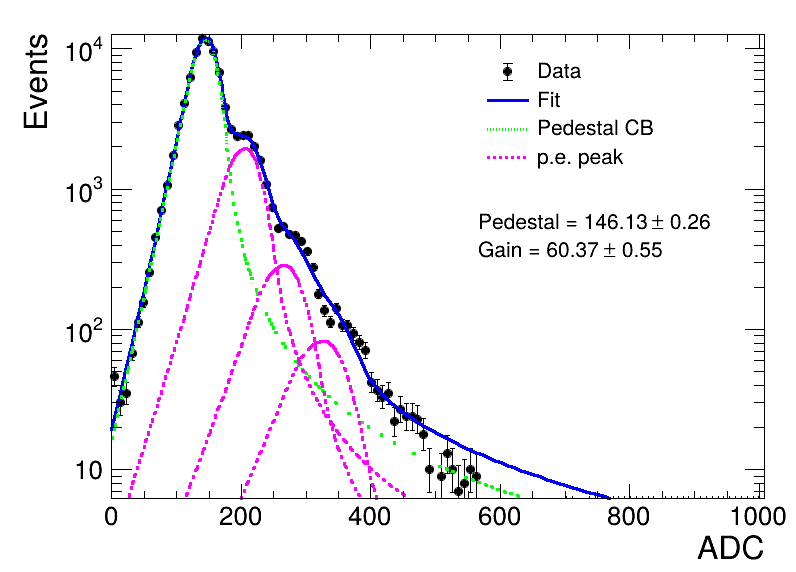 Events
10⁴
10³
10²
10
Data
Fit
Pedestal CB
p.e. peak
Pedestal = 146.13 ± 0.26
Gain = 60.37 ± 0.55
0 200 400 600 800 1000
ADC